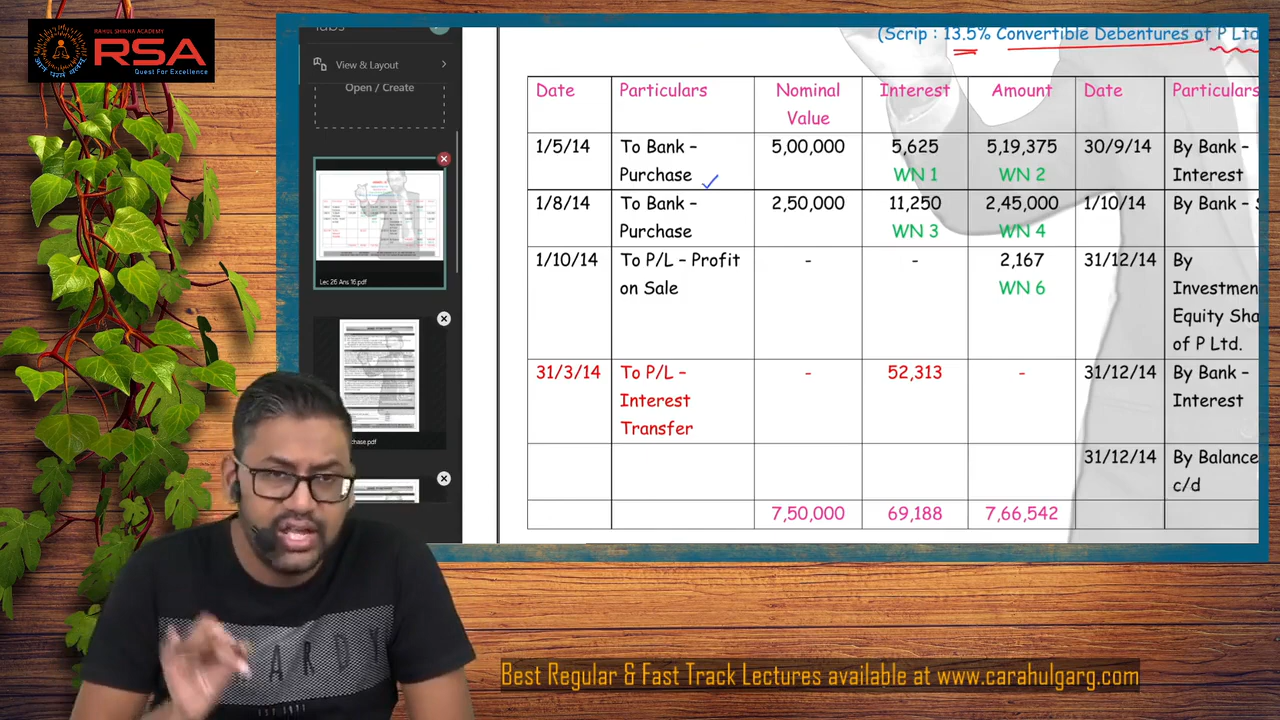 RAHUL SHIKHA ACADEMY
RSA
Quest For Excellence
View & Layout
Open / Create
Lec 26 Ans 16.pdf
(Scrip : 13.5% Convertible Debentures of P Ltd
Date Particulars Nominal Value Interest Amount Date Particulars
1/5/14 To Bank – Purchase 5,00,000 5,625 WN 1 5,19,375 WN 2 30/9/14 By Bank – Interest
1/8/14 To Bank – Purchase 2,50,000 11,250 WN 3 2,45,000 WN 4 1/10/14 By Bank –
1/10/14 To P/L – Profit on Sale - - 2,167 WN 6 31/12/14 By Investmen Equity Sha of P Ltd.
31/3/14 To P/L – Interest Transfer - 52,313 - 31/12/14 By Bank – Interest
31/12/14 By Balance c/d
7,50,000 69,188 7,66,542
Best Regular & Fast Track Lectures available at www.carahulgarg.com